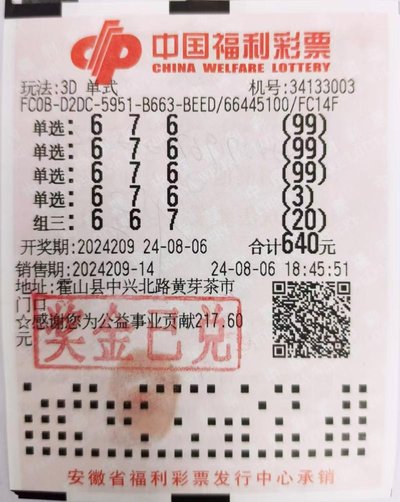 中国福利彩票
CHINA WELFARE LOTTERY
玩法:3D 单式 机号:34133003
FC0B-D2DC-5951-B663-BEED/66445100/FC14F
单选: 6 7 6 (99)
单选: 6 7 6 (99)
单选: 6 7 6 (99)
单选: 6 7 6 (3)
组三: 6 6 7 (20)
开奖期:2024209 24-08-06 合计640元
销售期:2024209-14 24-08-06 18:45:51
地址:霍山县中兴北路黄芽茶市
门口
☆感谢您为公益事业贡献217.60
元
奖金已兑
安徽省福利彩票发行中心承销